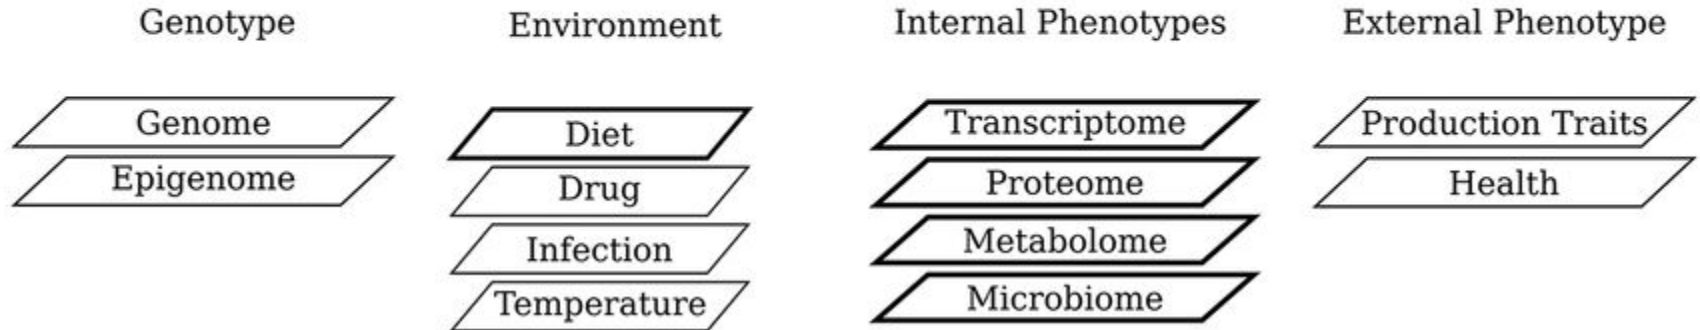 Genotype
Genome
Epigenome
Environment
Diet
Drug
Infection
Temperature
Internal Phenotypes
Transcriptome
Proteome
Metabolome
Microbiome
External Phenotype
Production Traits
Health